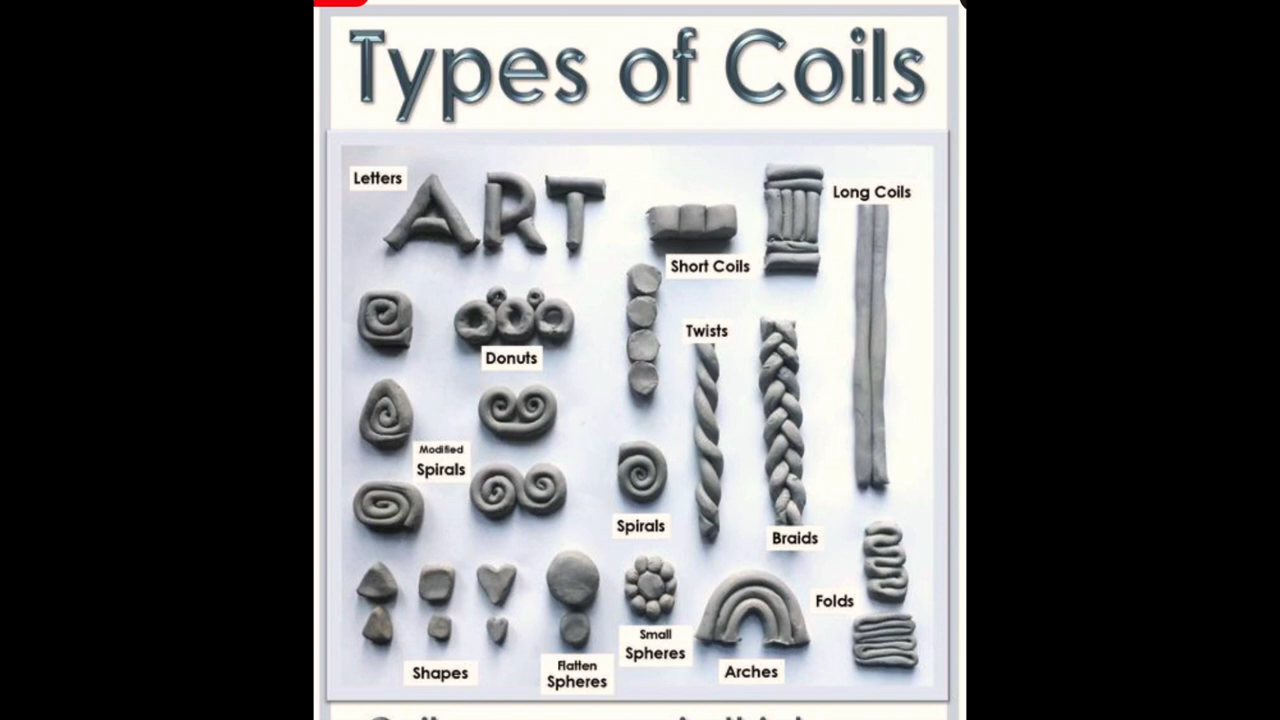 Types of Coils
Letters
ART
Long Coils
Short Coils
Twists
Donuts
Modified
Spirals
Spirals
Braids
Folds
Small
Spheres
Shapes
Flatten
Spheres
Arches